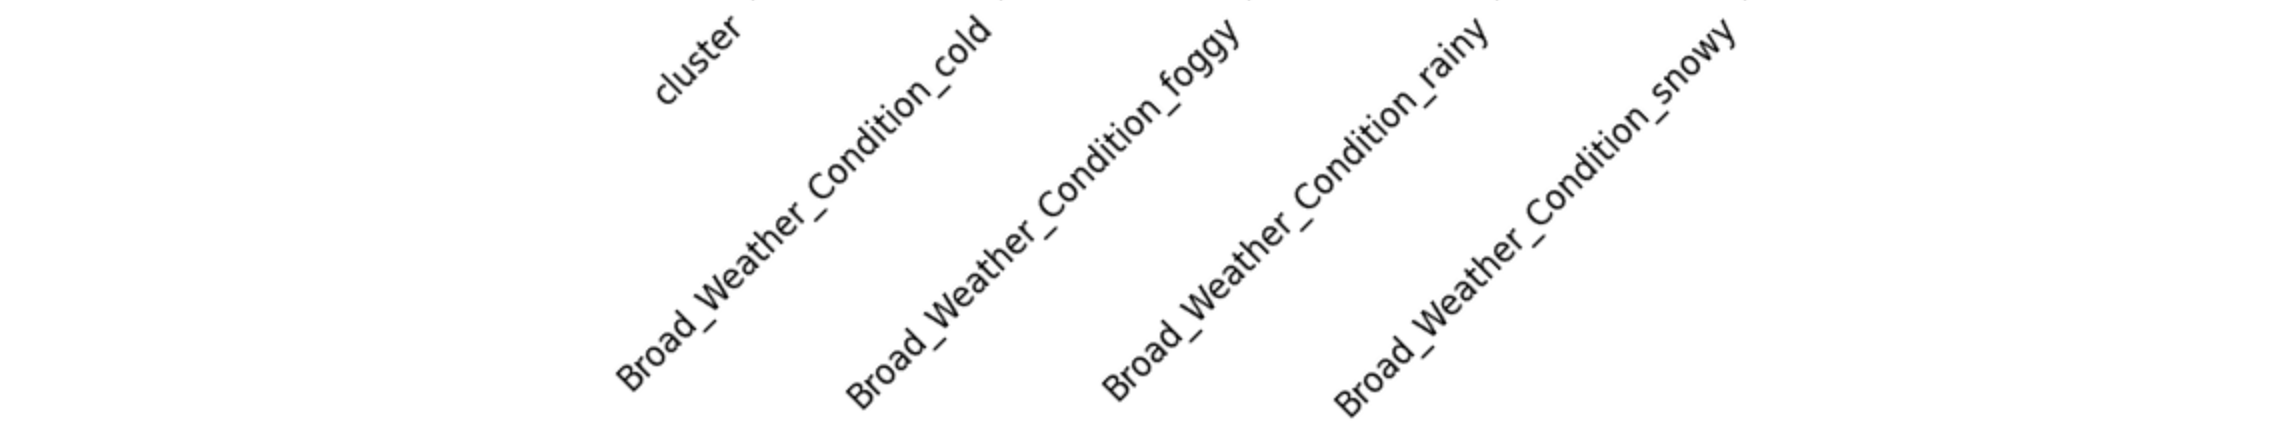 cluster
Broad_Weather_Condition_cold
Broad_Weather_Condition_foggy
Broad_Weather_Condition_rainy
Broad_Weather_Condition_snowy